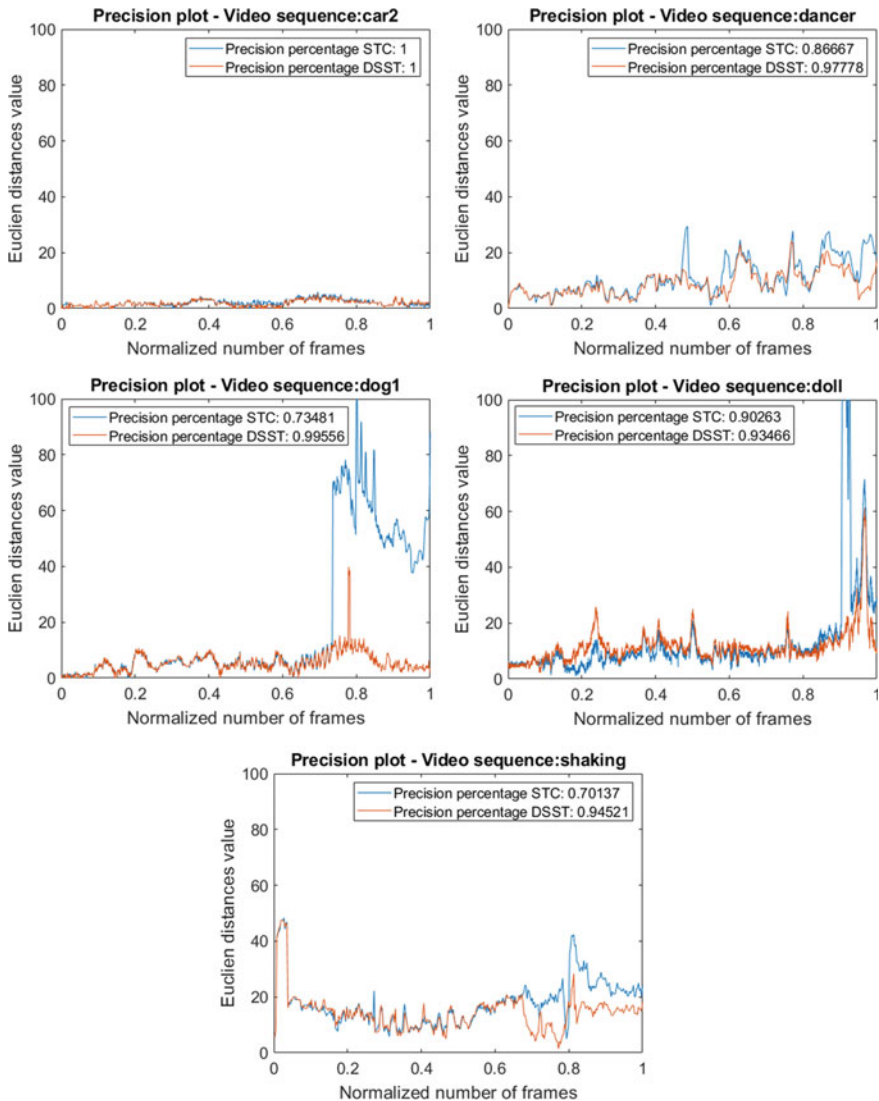 Precision plot - Video sequence:car2
100
80
60
40
20
0
Euclien distances value
Precision percentage STC: 1
Precision percentage DSST: 1
0 0.2 0.4 0.6 0.8 1
Normalized number of frames
Precision plot - Video sequence:dancer
100
80
60
40
20
0
Euclien distances value
Precision percentage STC: 0.86667
Precision percentage DSST: 0.97778
0 0.2 0.4 0.6 0.8 1
Normalized number of frames
Precision plot - Video sequence:dog1
100
80
60
40
20
0
Euclien distances value
Precision percentage STC: 0.73481
Precision percentage DSST: 0.99556
0 0.2 0.4 0.6 0.8 1
Normalized number of frames
Precision plot - Video sequence:doll
100
80
60
40
20
0
Euclien distances value
Precision percentage STC: 0.90263
Precision percentage DSST: 0.93466
0 0.2 0.4 0.6 0.8 1
Normalized number of frames
Precision plot - Video sequence:shaking
100
80
60
40
20
0
Euclien distances value
Precision percentage STC: 0.70137
Precision percentage DSST: 0.94521
0 0.2 0.4 0.6 0.8 1
Normalized number of frames